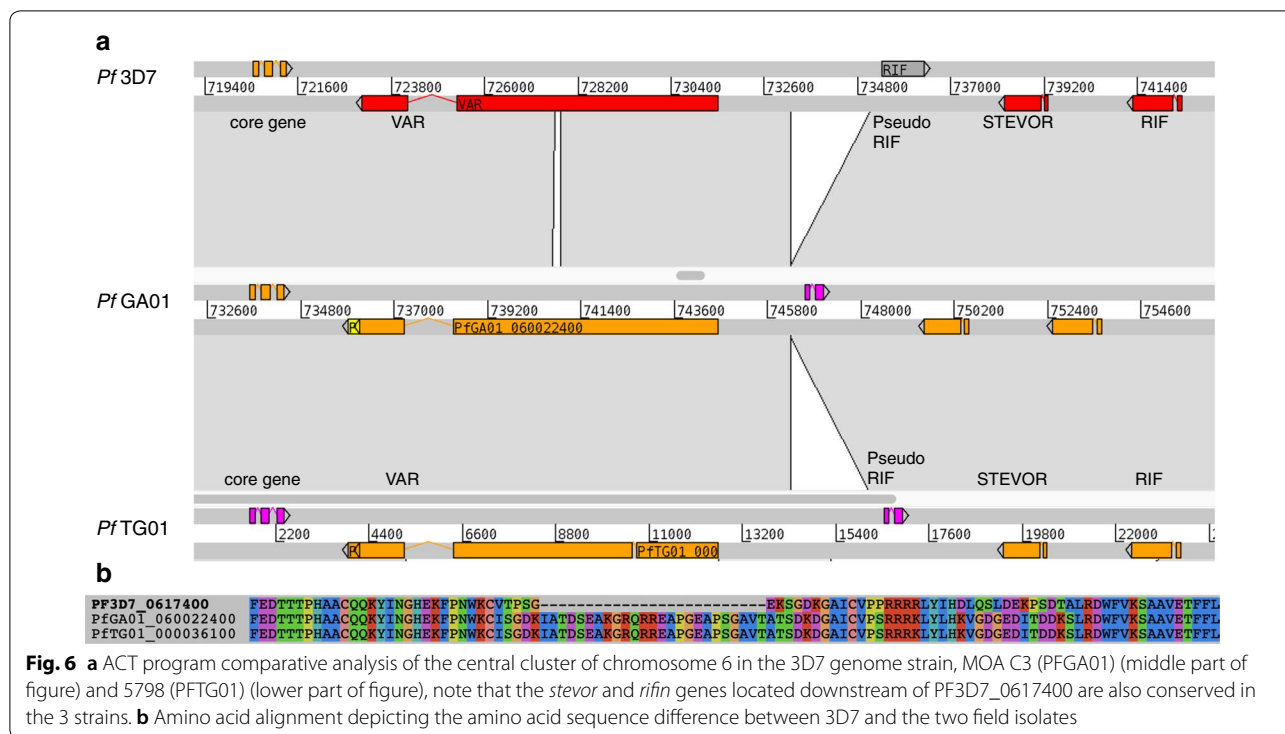 a
Pf 3D7
RIF
719400 721600 723800 726000 728200 730400 732600 734800 737000 739200 741400
VAR
core gene VAR Pseudo RIF STEVOR RIF
Pf GA01
732600 734800 737000 739200 741400 743600 745800 748000 750200 752400 754600
P PfGA01_060022400
core gene VAR Pseudo RIF STEVOR RIF
Pf TG01
2200 4400 6600 8800 11000 13200 15400 17600 19800 22000 2
P PfTG01_000
b
PF3D7_0617400 FEDTTTPHAACQQKYINGHEKFPNWKCVTPSG--------------------------EKSGDKGAICVPPRRRRLYIHDLQSLDEKPSDTALRDWFVKSAAVETFFL
PfGA01_060022400 FEDTTTPHAACQQKYINGHEKFPNWKCISGDKIATDSEAKGRQRREAPGEAPSGAVTATSDKDGAICVPSRRRKLYLHKVGDGEDITDDKSLRDWFVKSAAVETFFL
PfTG01_000036100 FEDTTTPHAACQQKYINGHEKFPNWKCISGDKIATDSEAKGRQRREAPGEAPSGAVTATSDKDGAICVPSRRRKLYLHKVGDGEDITDDKSLRDWFVKSAAVETFFL
Fig. 6 a ACT program comparative analysis of the central cluster of chromosome 6 in the 3D7 genome strain, MOA C3 (PFGA01) (middle part of
figure) and 5798 (PFTG01) (lower part of figure), note that the stevor and rifin genes located downstream of PF3D7_0617400 are also conserved in
the 3 strains. b Amino acid alignment depicting the amino acid sequence difference between 3D7 and the two field isolates